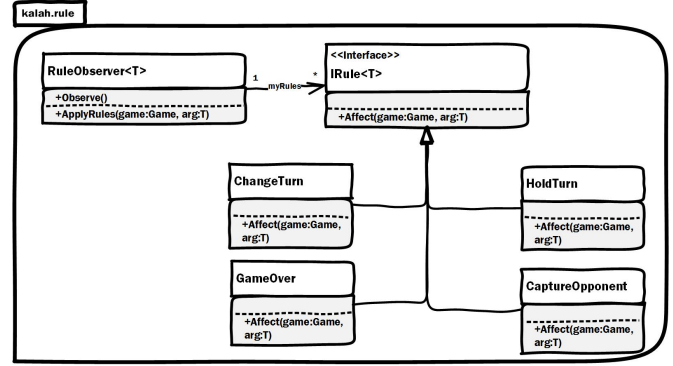 kalah.rule
RuleObserver<T>
+Observe()
+ApplyRules(game:Game, arg:T)
1
myRules
*
<<Interface>>
IRule<T>
+Affect(game:Game, arg:T)
ChangeTurn
+Affect(game:Game,
arg:T)
HoldTurn
+Affect(game:Game,
arg:T)
GameOver
+Affect(game:Game,
arg:T)
CaptureOpponent
+Affect(game:Game,
arg:T)